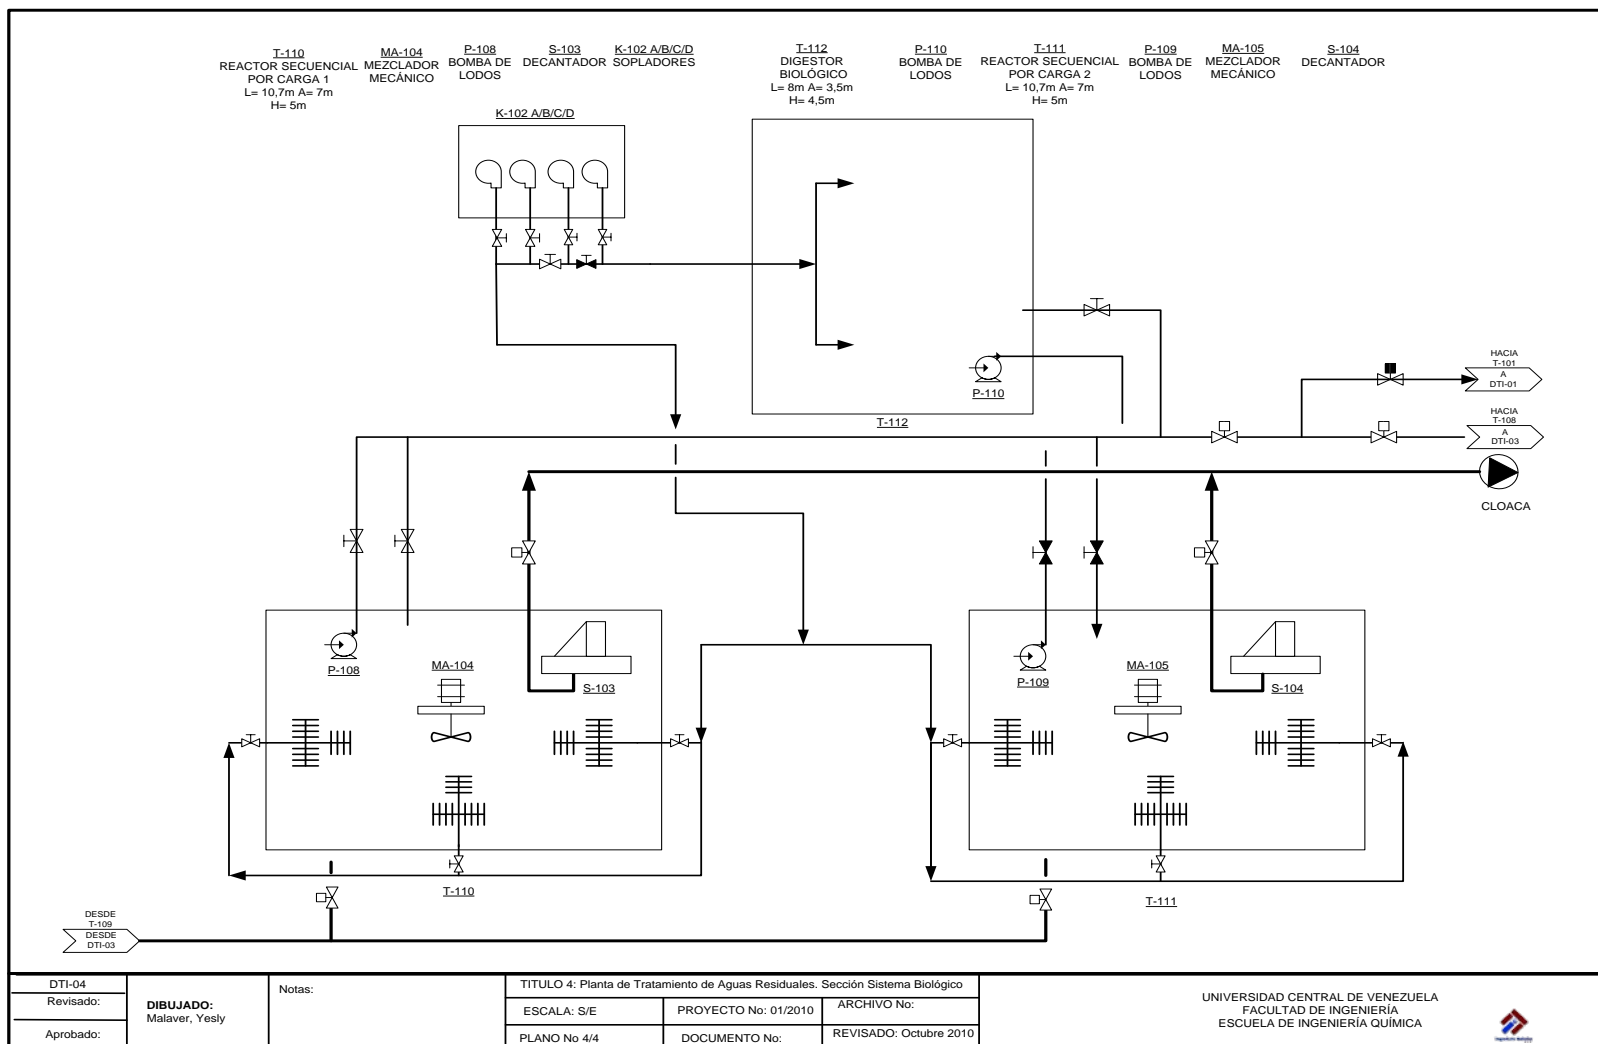 T-110
REACTOR SECUENCIAL
POR CARGA 1
L= 10,7m A= 7m
H= 5m
MA-104
MEZCLADOR
MECÁNICO
P-108
BOMBA DE
LODOS
S-103
DECANTADOR
K-102 A/B/C/D
SOPLADORES
T-112
DIGESTOR
BIOLÓGICO
L= 8m A= 3,5m
H= 4,5m
P-110
BOMBA DE
LODOS
T-111
REACTOR SECUENCIAL
POR CARGA 2
L= 10,7m A= 7m
H= 5m
P-109
BOMBA DE
LODOS
MA-105
MEZCLADOR
MECÁNICO
S-104
DECANTADOR
K-102 A/B/C/D
P-110
T-112
HACIA
T-101
A
DTI-01
HACIA
T-108
A
DTI-03
CLOACA
P-108
MA-104
S-103
P-109
MA-105
S-104
T-110
T-111
DESDE
T-109
DESDE
DTI-03
DTI-04
Revisado:
Aprobado:
DIBUJADO:
Malaver, Yesly
Notas:
TITULO 4: Planta de Tratamiento de Aguas Residuales. Sección Sistema Biológico
ESCALA: S/E
PROYECTO No: 01/2010
ARCHIVO No:
PLANO No 4/4
DOCUMENTO No:
REVISADO: Octubre 2010
UNIVERSIDAD CENTRAL DE VENEZUELA
FACULTAD DE INGENIERÍA
ESCUELA DE INGENIERÍA QUÍMICA